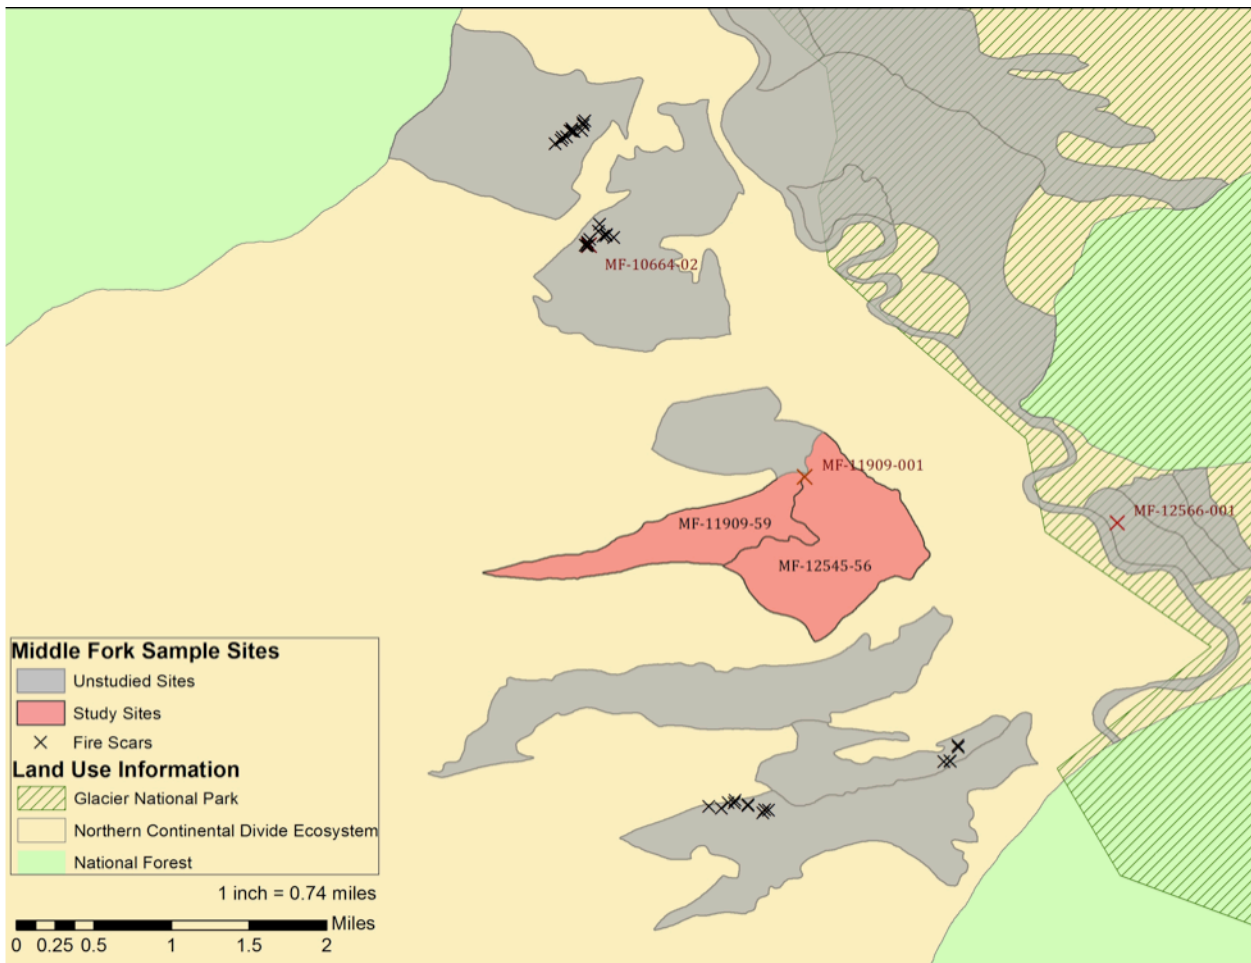 MF-10664-02
MF-11909-001
MF-12566-001
MF-11909-59
MF-12545-56
Middle Fork Sample Sites
Unstudied Sites
Study Sites
Fire Scars
Land Use Information
Glacier National Park
Northern Continental Divide Ecosystem
National Forest
1 inch = 0.74 miles
Miles
0 0.25 0.5 1 1.5 2